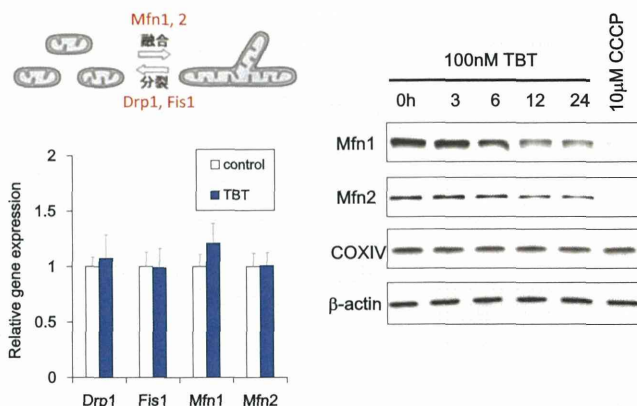 Mfn1, 2
融合
分裂
Drp1, Fis1
Relative gene expression
2
1.5
1
0.5
0
control
TBT
Drp1 Fis1 Mfn1 Mfn2
100nM TBT
10μM CCCP
0h 3 6 12 24
Mfn1
Mfn2
COXIV
β-actin